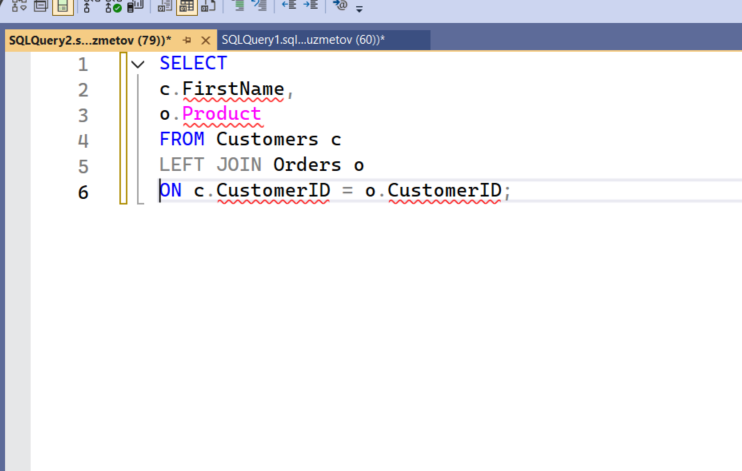 SQLQuery2.s...zmetov (79))* SQLQuery1.sql...uzmetov (60))*
1 SELECT
2 c.FirstName,
3 o.Product
4 FROM Customers c
5 LEFT JOIN Orders o
6 ON c.CustomerID = o.CustomerID;